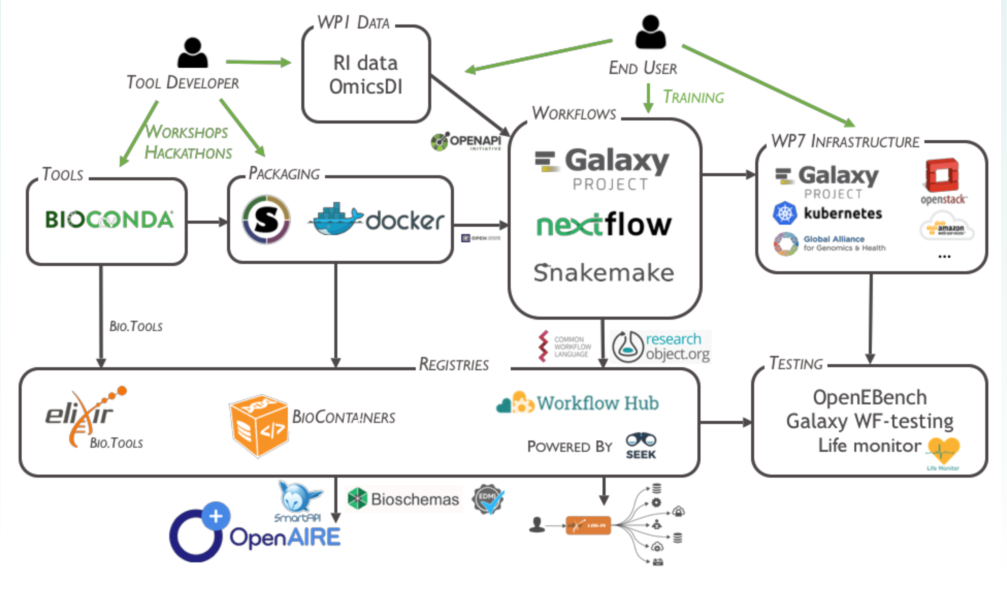 WP1 DATA
RI data
OmicsDI
TOOL DEVELOPER
END USER
TRAINING
WORKSHOPS
HACKATHONS
OPENAPI
INITIATIVE
WORKFLOWS
Galaxy
PROJECT
nextflow
Snakemake
WP7 INFRASTRUCTURE
Galaxy
PROJECT
openstack
kubernetes
amazon
Global Alliance
for Genomics & Health
...
TOOLS
BIOCONDA
PACKAGING
S
docker
OPEN
BIO.TOOLS
COMMON
WORKFLOW
LANGUAGE
research
object.org
REGISTRIES
elixir
BIO.TOOLS
</>
BIOCONTAINERS
Workflow Hub
POWERED BY
SEEK
TESTING
OpenEBench
Galaxy WF-testing
Life monitor
Life Monitor
SmartAPI
Bioschemas
EDMI
OpenAIRE